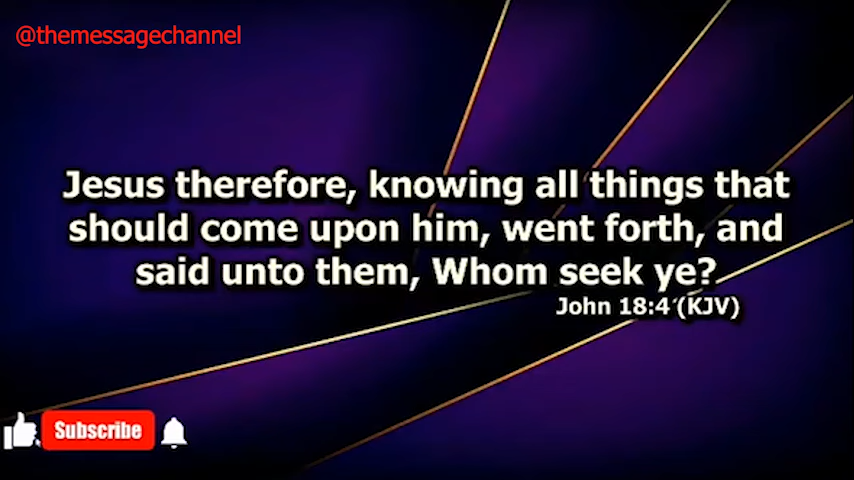 @themessagechannel
Jesus therefore, knowing all things that
should come upon him, went forth, and
said unto them, Whom seek ye?
John 18:4 (KJV)
Subscribe